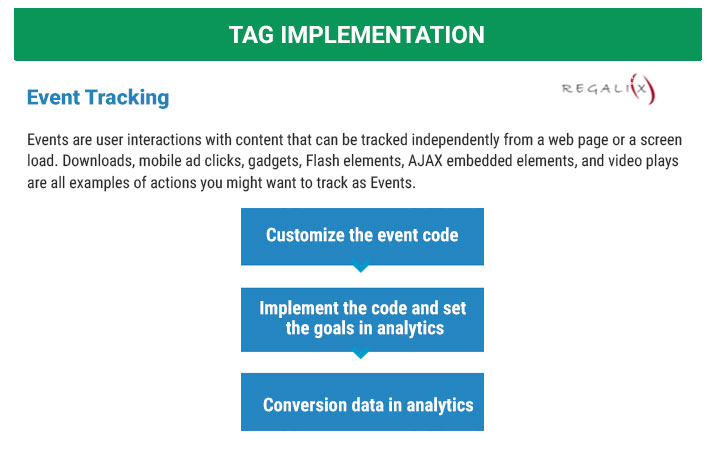 TAG IMPLEMENTATION
Event Tracking
REGALIX
Events are user interactions with content that can be tracked independently from a web page or a screen
load. Downloads, mobile ad clicks, gadgets, Flash elements, AJAX embedded elements, and video plays
are all examples of actions you might want to track as Events.
Customize the event code
Implement the code and set
the goals in analytics
Conversion data in analytics